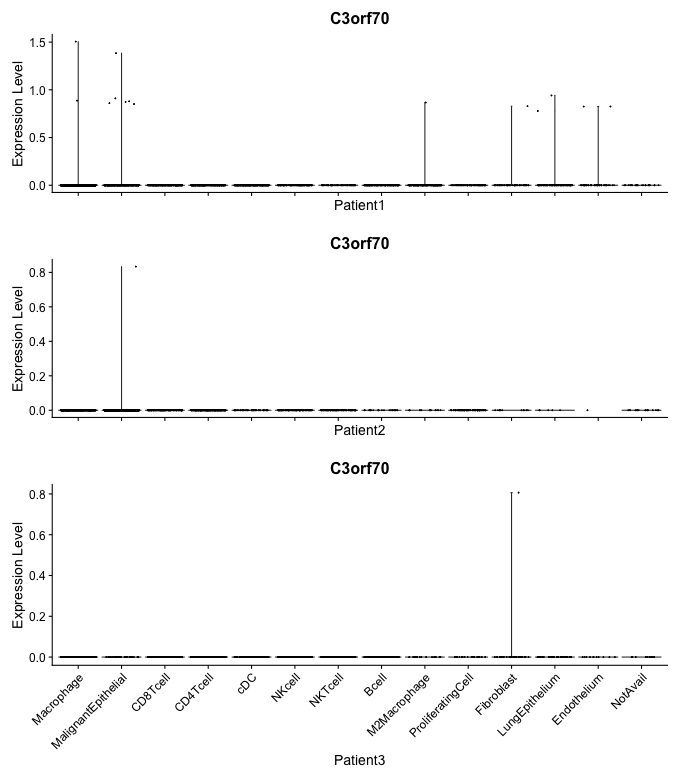 C3orf70
Expression Level
1.5
1.0
0.5
0.0
Patient1
C3orf70
Expression Level
0.8
0.6
0.4
0.2
0.0
Patient2
C3orf70
Expression Level
0.8
0.6
0.4
0.2
0.0
Macrophage
MalignantEpithelial
CD8Tcell
CD4Tcell
cDC
NKcell
NKTcell
Bcell
M2Macrophage
ProliferatingCell
Fibroblast
LungEpithelium
Endothelium
NotAvail
Patient3